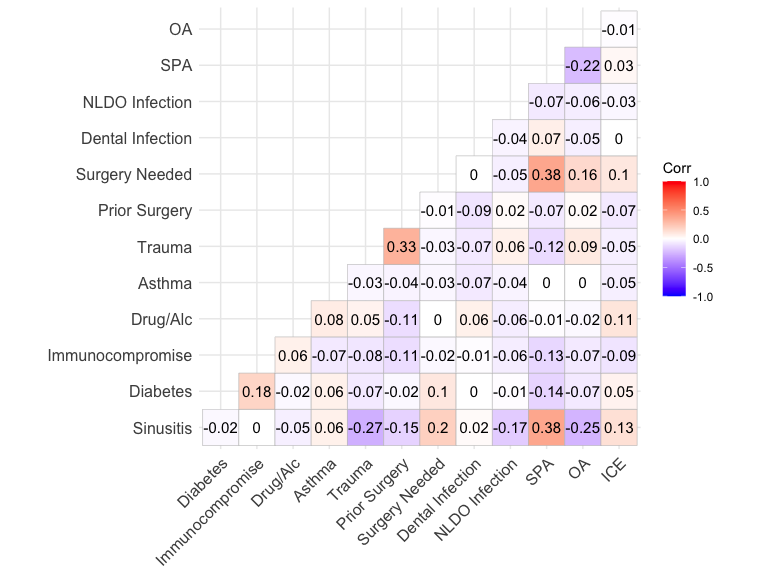 OA -0.01
SPA -0.22 0.03
NLDO Infection -0.07 -0.06 -0.03
Dental Infection -0.04 0.07 -0.05 0
Surgery Needed 0 -0.05 0.38 0.16 0.1
Prior Surgery -0.01 -0.09 0.02 -0.07 0.02 -0.07
Trauma 0.33 -0.03 -0.07 0.06 -0.12 0.09 -0.05
Asthma -0.03 -0.04 -0.03 -0.07 -0.04 0 0 -0.05
Drug/Alc 0.08 0.05 -0.11 0 0.06 -0.06 -0.01 -0.02 0.11
Immunocompromise 0.06 -0.07 -0.08 -0.11 -0.02 -0.01 -0.06 -0.13 -0.07 -0.09
Diabetes 0.18 -0.02 0.06 -0.07 -0.02 0.1 0 -0.01 -0.14 -0.07 0.05
Sinusitis -0.02 0 -0.05 0.06 -0.27 -0.15 0.2 0.02 -0.17 0.38 -0.25 0.13
Diabetes
Immunocompromise
Drug/Alc
Asthma
Trauma
Prior Surgery
Surgery Needed
Dental Infection
NLDO Infection
SPA
OA
ICE
Corr
1.0
0.5
0.0
-0.5
-1.0